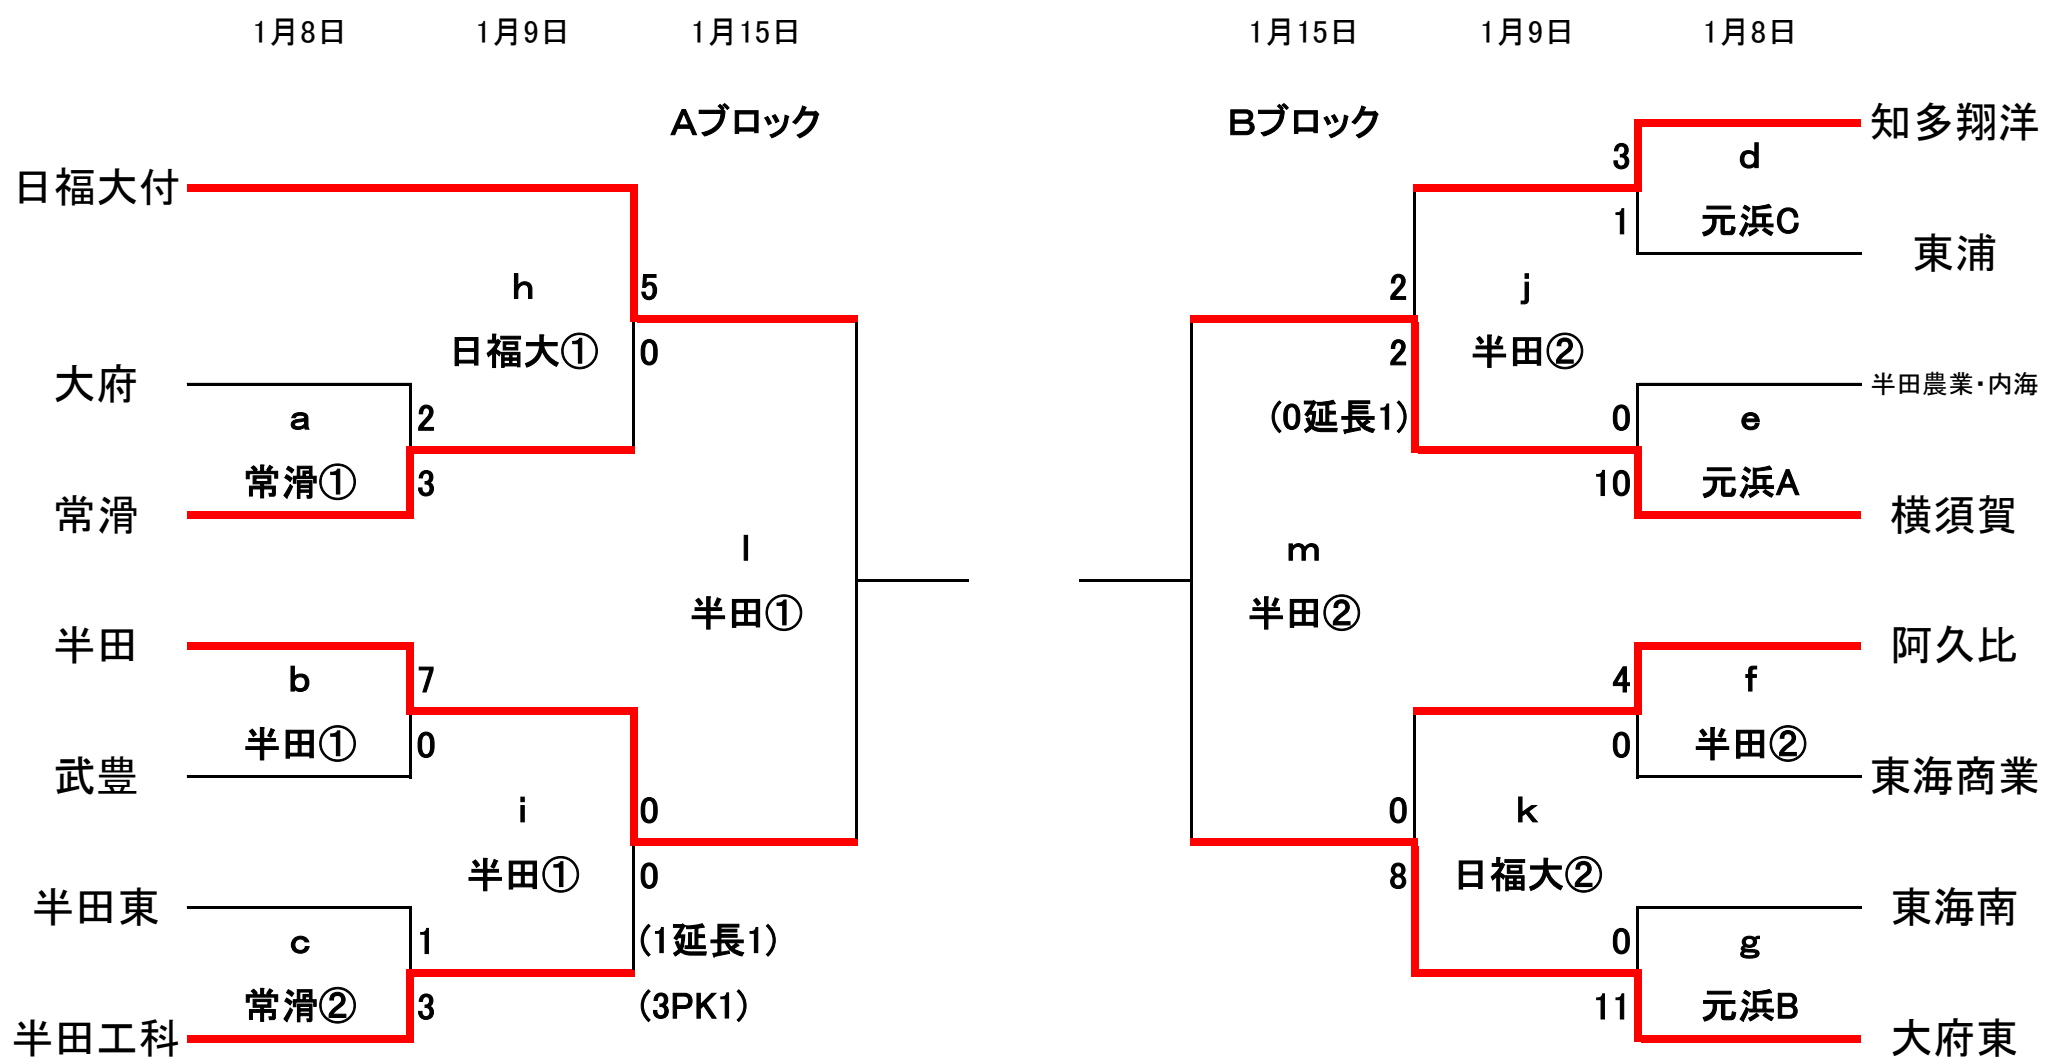 1月8日 1月9日 1月15日 1月15日 1月9日 1月8日
Aブロック Bブロック
日福大付
h
日福大①
5
0
大府
a
常滑①
2
3
常滑
l
半田①
半田
b
半田①
7
0
武豊
i
半田①
0
0
(1延長1)
(3PK1)
半田東
c
常滑②
1
3
半田工科
知多翔洋
3
d
1
元浜C
東浦
2
j
2
半田②
(0延長1)
半田農業・内海
0
e
10
元浜A
横須賀
m
半田②
阿久比
4
f
0
半田②
東海商業
0
k
8
日福大②
東海南
0
g
11
元浜B
大府東